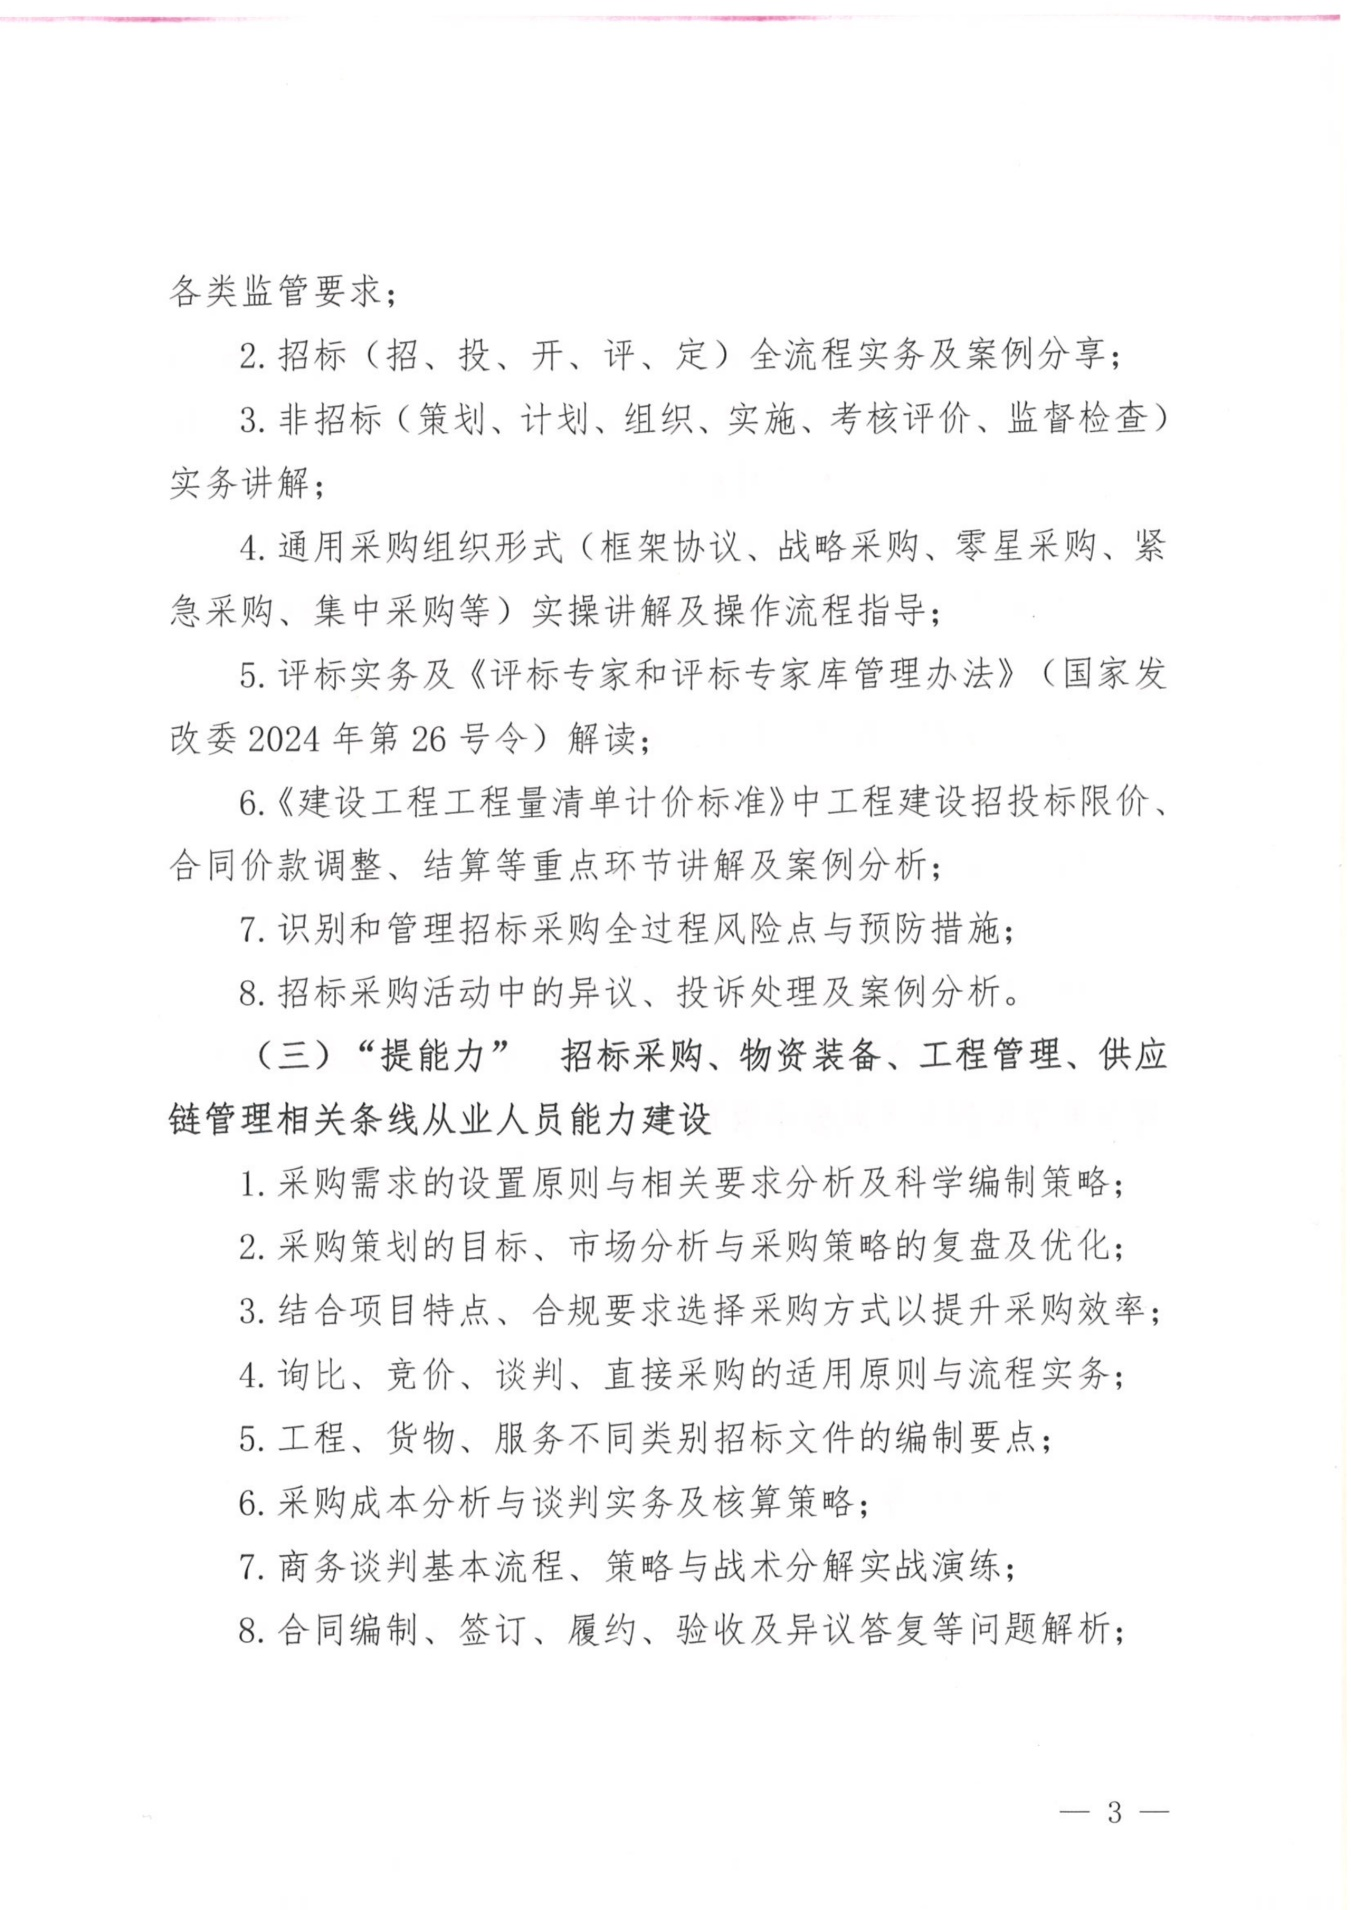 各类监管要求；
2.招标（招、投、开、评、定）全流程实务及案例分享；
3.非招标（策划、计划、组织、实施、考核评价、监督检查）
实务讲解；
4.通用采购组织形式（框架协议、战略采购、零星采购、紧
急采购、集中采购等）实操讲解及操作流程指导；
5.评标实务及《评标专家和评标专家库管理办法》（国家发
改委 2024 年第 26 号令）解读；
6.《建设工程工程量清单计价标准》中工程建设招投标限价、
合同价款调整、结算等重点环节讲解及案例分析；
7.识别和管理招标采购全过程风险点与预防措施；
8.招标采购活动中的异议、投诉处理及案例分析。
（三）“提能力”　招标采购、物资装备、工程管理、供应
链管理相关条线从业人员能力建设
1.采购需求的设置原则与相关要求分析及科学编制策略；
2.采购策划的目标、市场分析与采购策略的复盘及优化；
3.结合项目特点、合规要求选择采购方式以提升采购效率；
4.询比、竞价、谈判、直接采购的适用原则与流程实务；
5.工程、货物、服务不同类别招标文件的编制要点；
6.采购成本分析与谈判实务及核算策略；
7.商务谈判基本流程、策略与战术分解实战演练；
8.合同编制、签订、履约、验收及异议答复等问题解析；
— 3 —